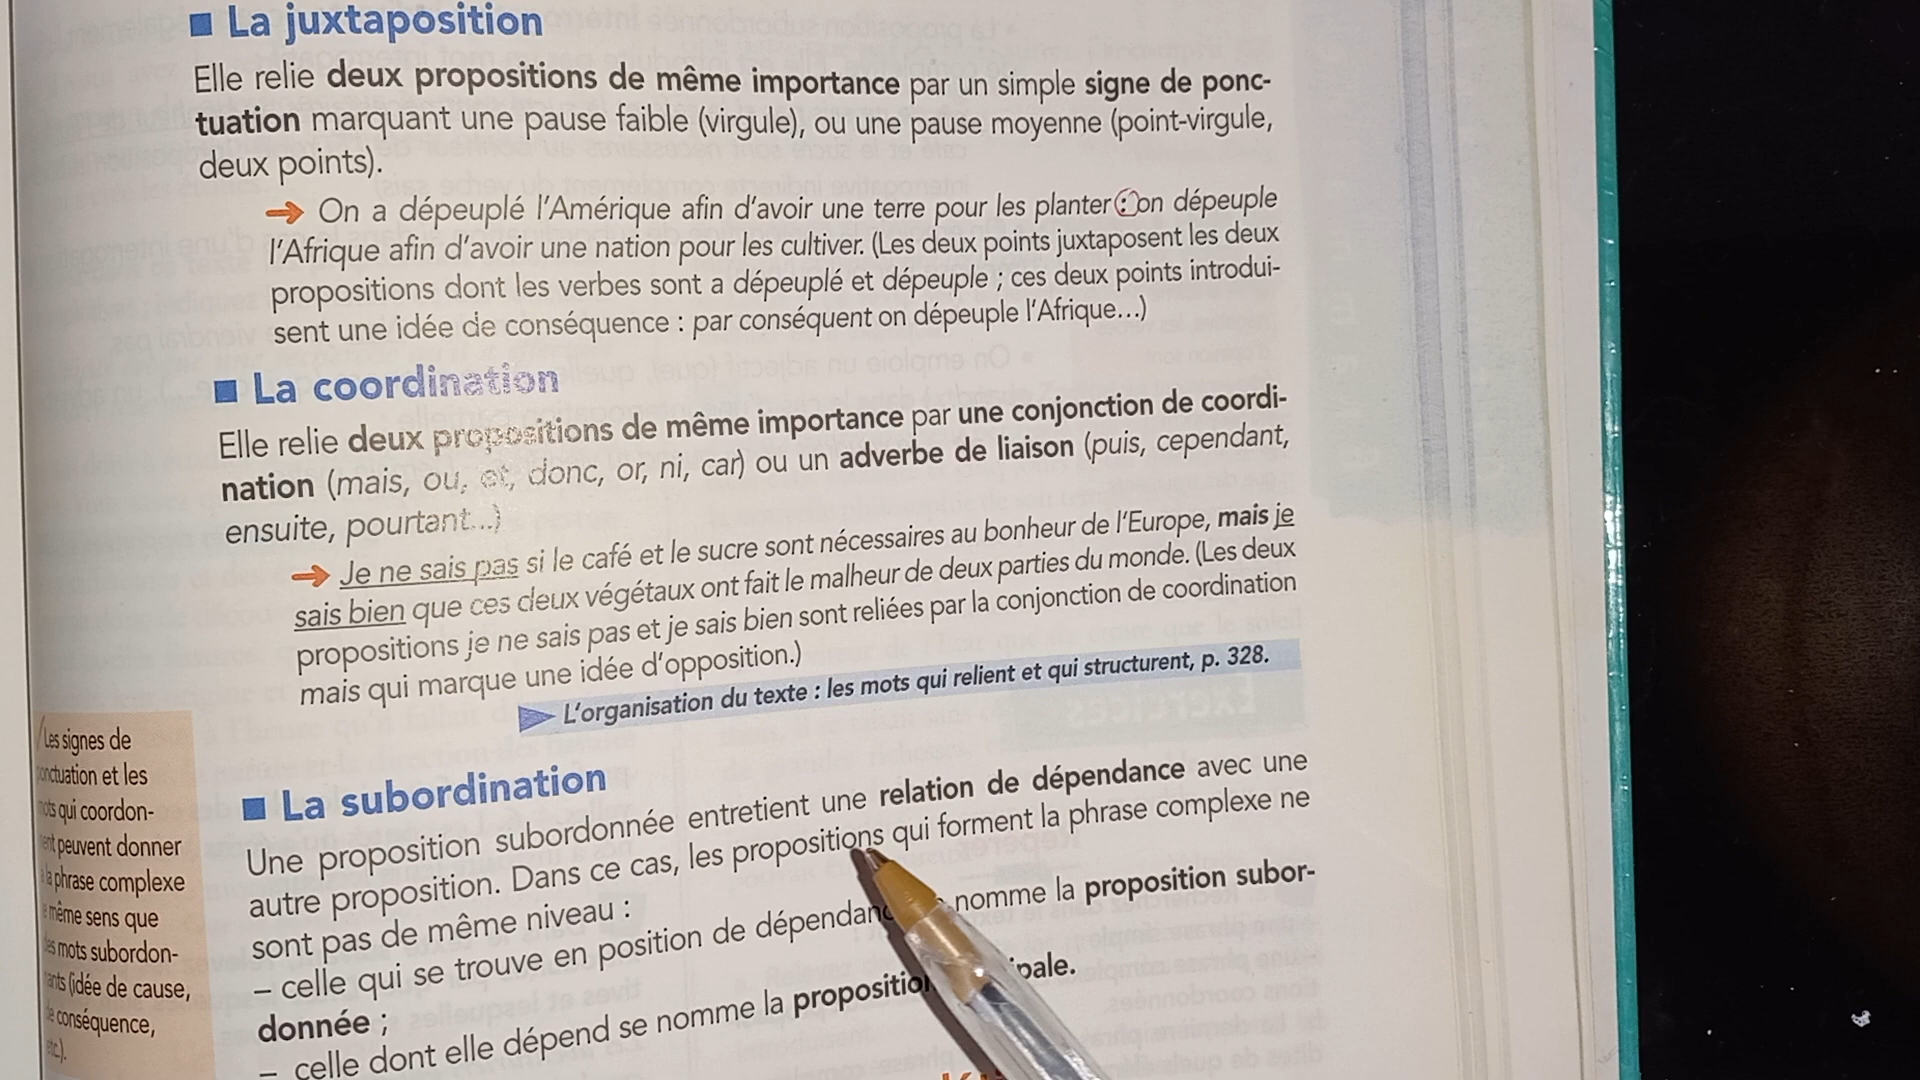 ■ La juxtaposition
Elle relie deux propositions de même importance par un simple signe de ponc-
tuation marquant une pause faible (virgule), ou une pause moyenne (point-virgule,
deux points).
➔ On a dépeuplé l'Amérique afin d'avoir une terre pour les planter : on dépeuple
l'Afrique afin d'avoir une nation pour les cultiver. (Les deux points juxtaposent les deux
propositions dont les verbes sont a dépeuplé et dépeuple ; ces deux points introdui-
sent une idée de conséquence : par conséquent on dépeuple l'Afrique...)
■ La coordination
Elle relie deux propositions de même importance par une conjonction de coordi-
nation (mais, ou, et, donc, or, ni, car) ou un adverbe de liaison (puis, cependant,
ensuite, pourtant...)
➔ Je ne sais pas si le café et le sucre sont nécessaires au bonheur de l'Europe, mais je
sais bien que ces deux végétaux ont fait le malheur de deux parties du monde. (Les deux
propositions je ne sais pas et je sais bien sont reliées par la conjonction de coordination
mais qui marque une idée d'opposition.)
► L'organisation du texte : les mots qui relient et qui structurent, p. 328.
■ La subordination
Une proposition subordonnée entretient une relation de dépendance avec une
autre proposition. Dans ce cas, les propositions qui forment la phrase complexe ne
sont pas de même niveau :
– celle qui se trouve en position de dépendanc nomme la proposition subor-
donnée ;
– celle dont elle dépend se nomme la propositio ipale.
Les signes de
onctuation et les
mots qui coordon-
ent peuvent donner
à la phrase complexe
le même sens que
les mots subordon-
nants (idée de cause,
de conséquence,
etc.).